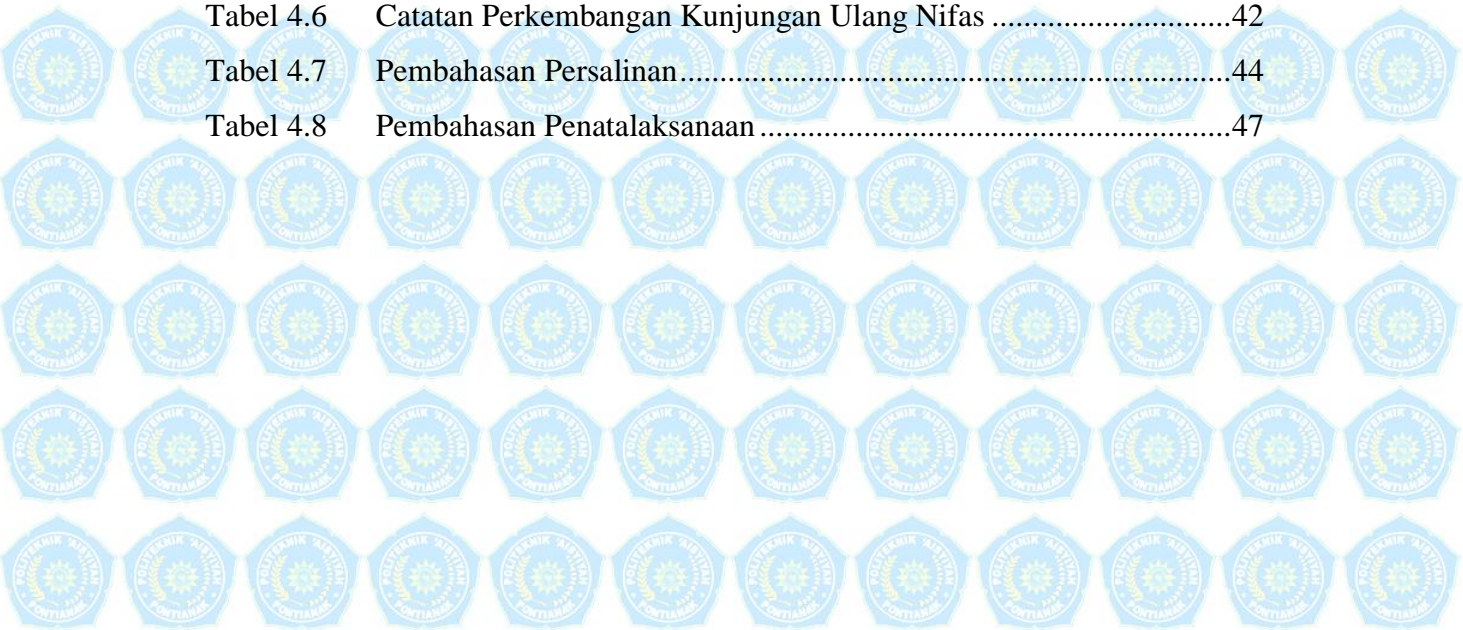 Tabel 4.6 Catatan Perkembangan Kunjungan Ulang Nifas ..............................42
Tabel 4.7 Pembahasan Persalinan.....................................................................44
Tabel 4.8 Pembahasan Penatalaksanaan ...........................................................47